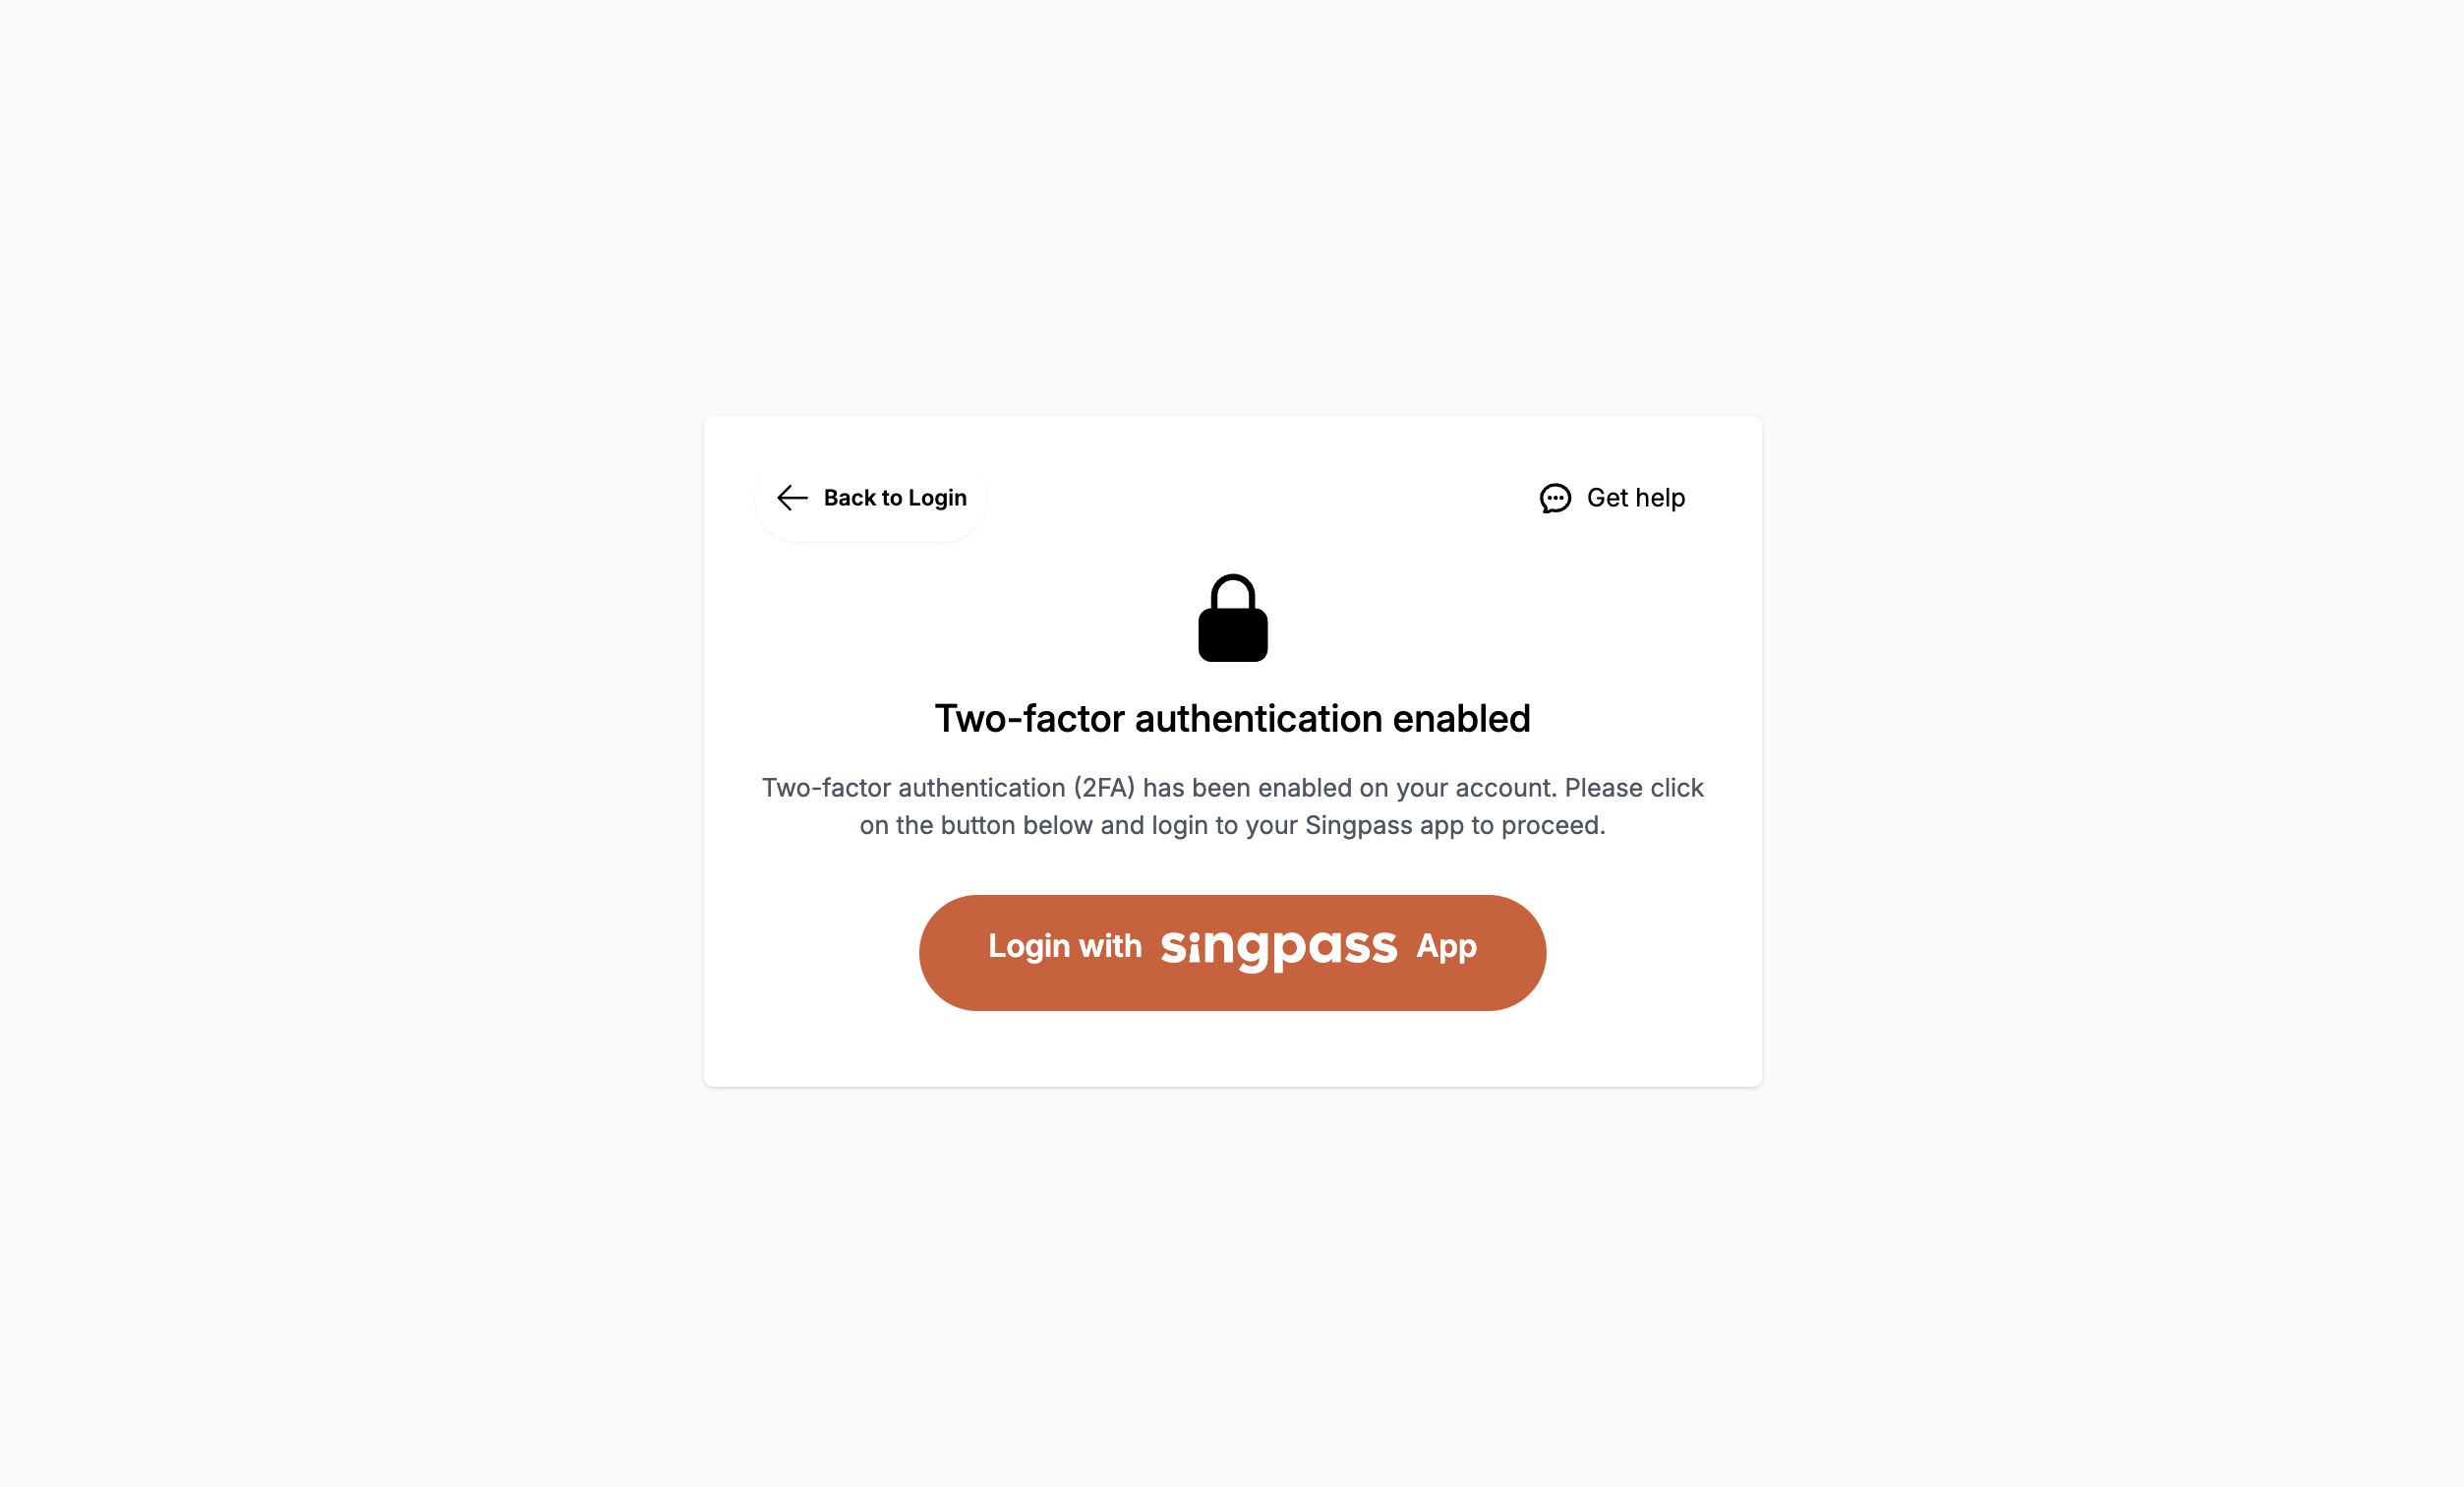 Back to Login
Get help
Two-factor authentication enabled
Two-factor authentication (2FA) has been enabled on your account. Please click
on the button below and login to your Singpass app to proceed.
Login with singpass App